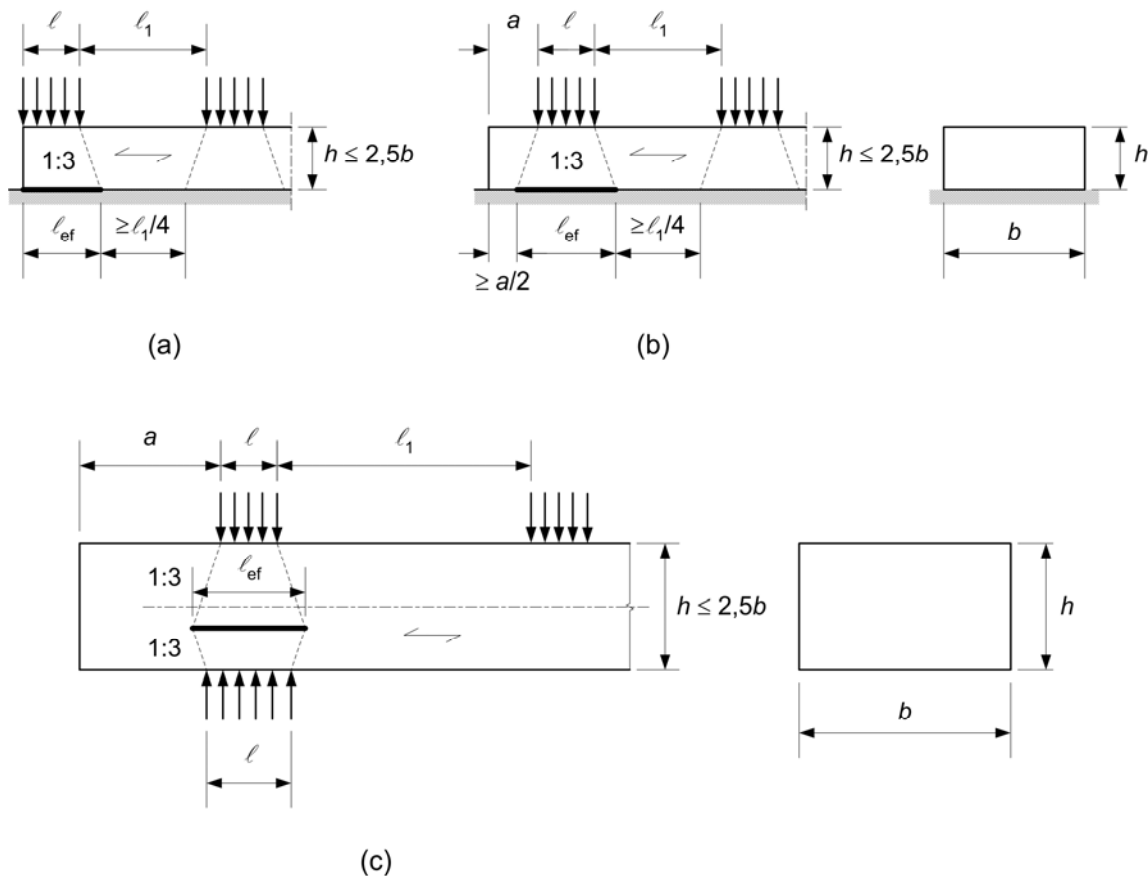 ℓ ℓ₁ a ℓ ℓ₁
1:3 h ≤ 2,5b 1:3 h ≤ 2,5b h
ℓef ≥ℓ₁/4 ℓef ≥ℓ₁/4 b
≥ a/2
(a) (b)
a ℓ ℓ₁
1:3 ℓef
h ≤ 2,5b h
1:3
b
ℓ
(c)